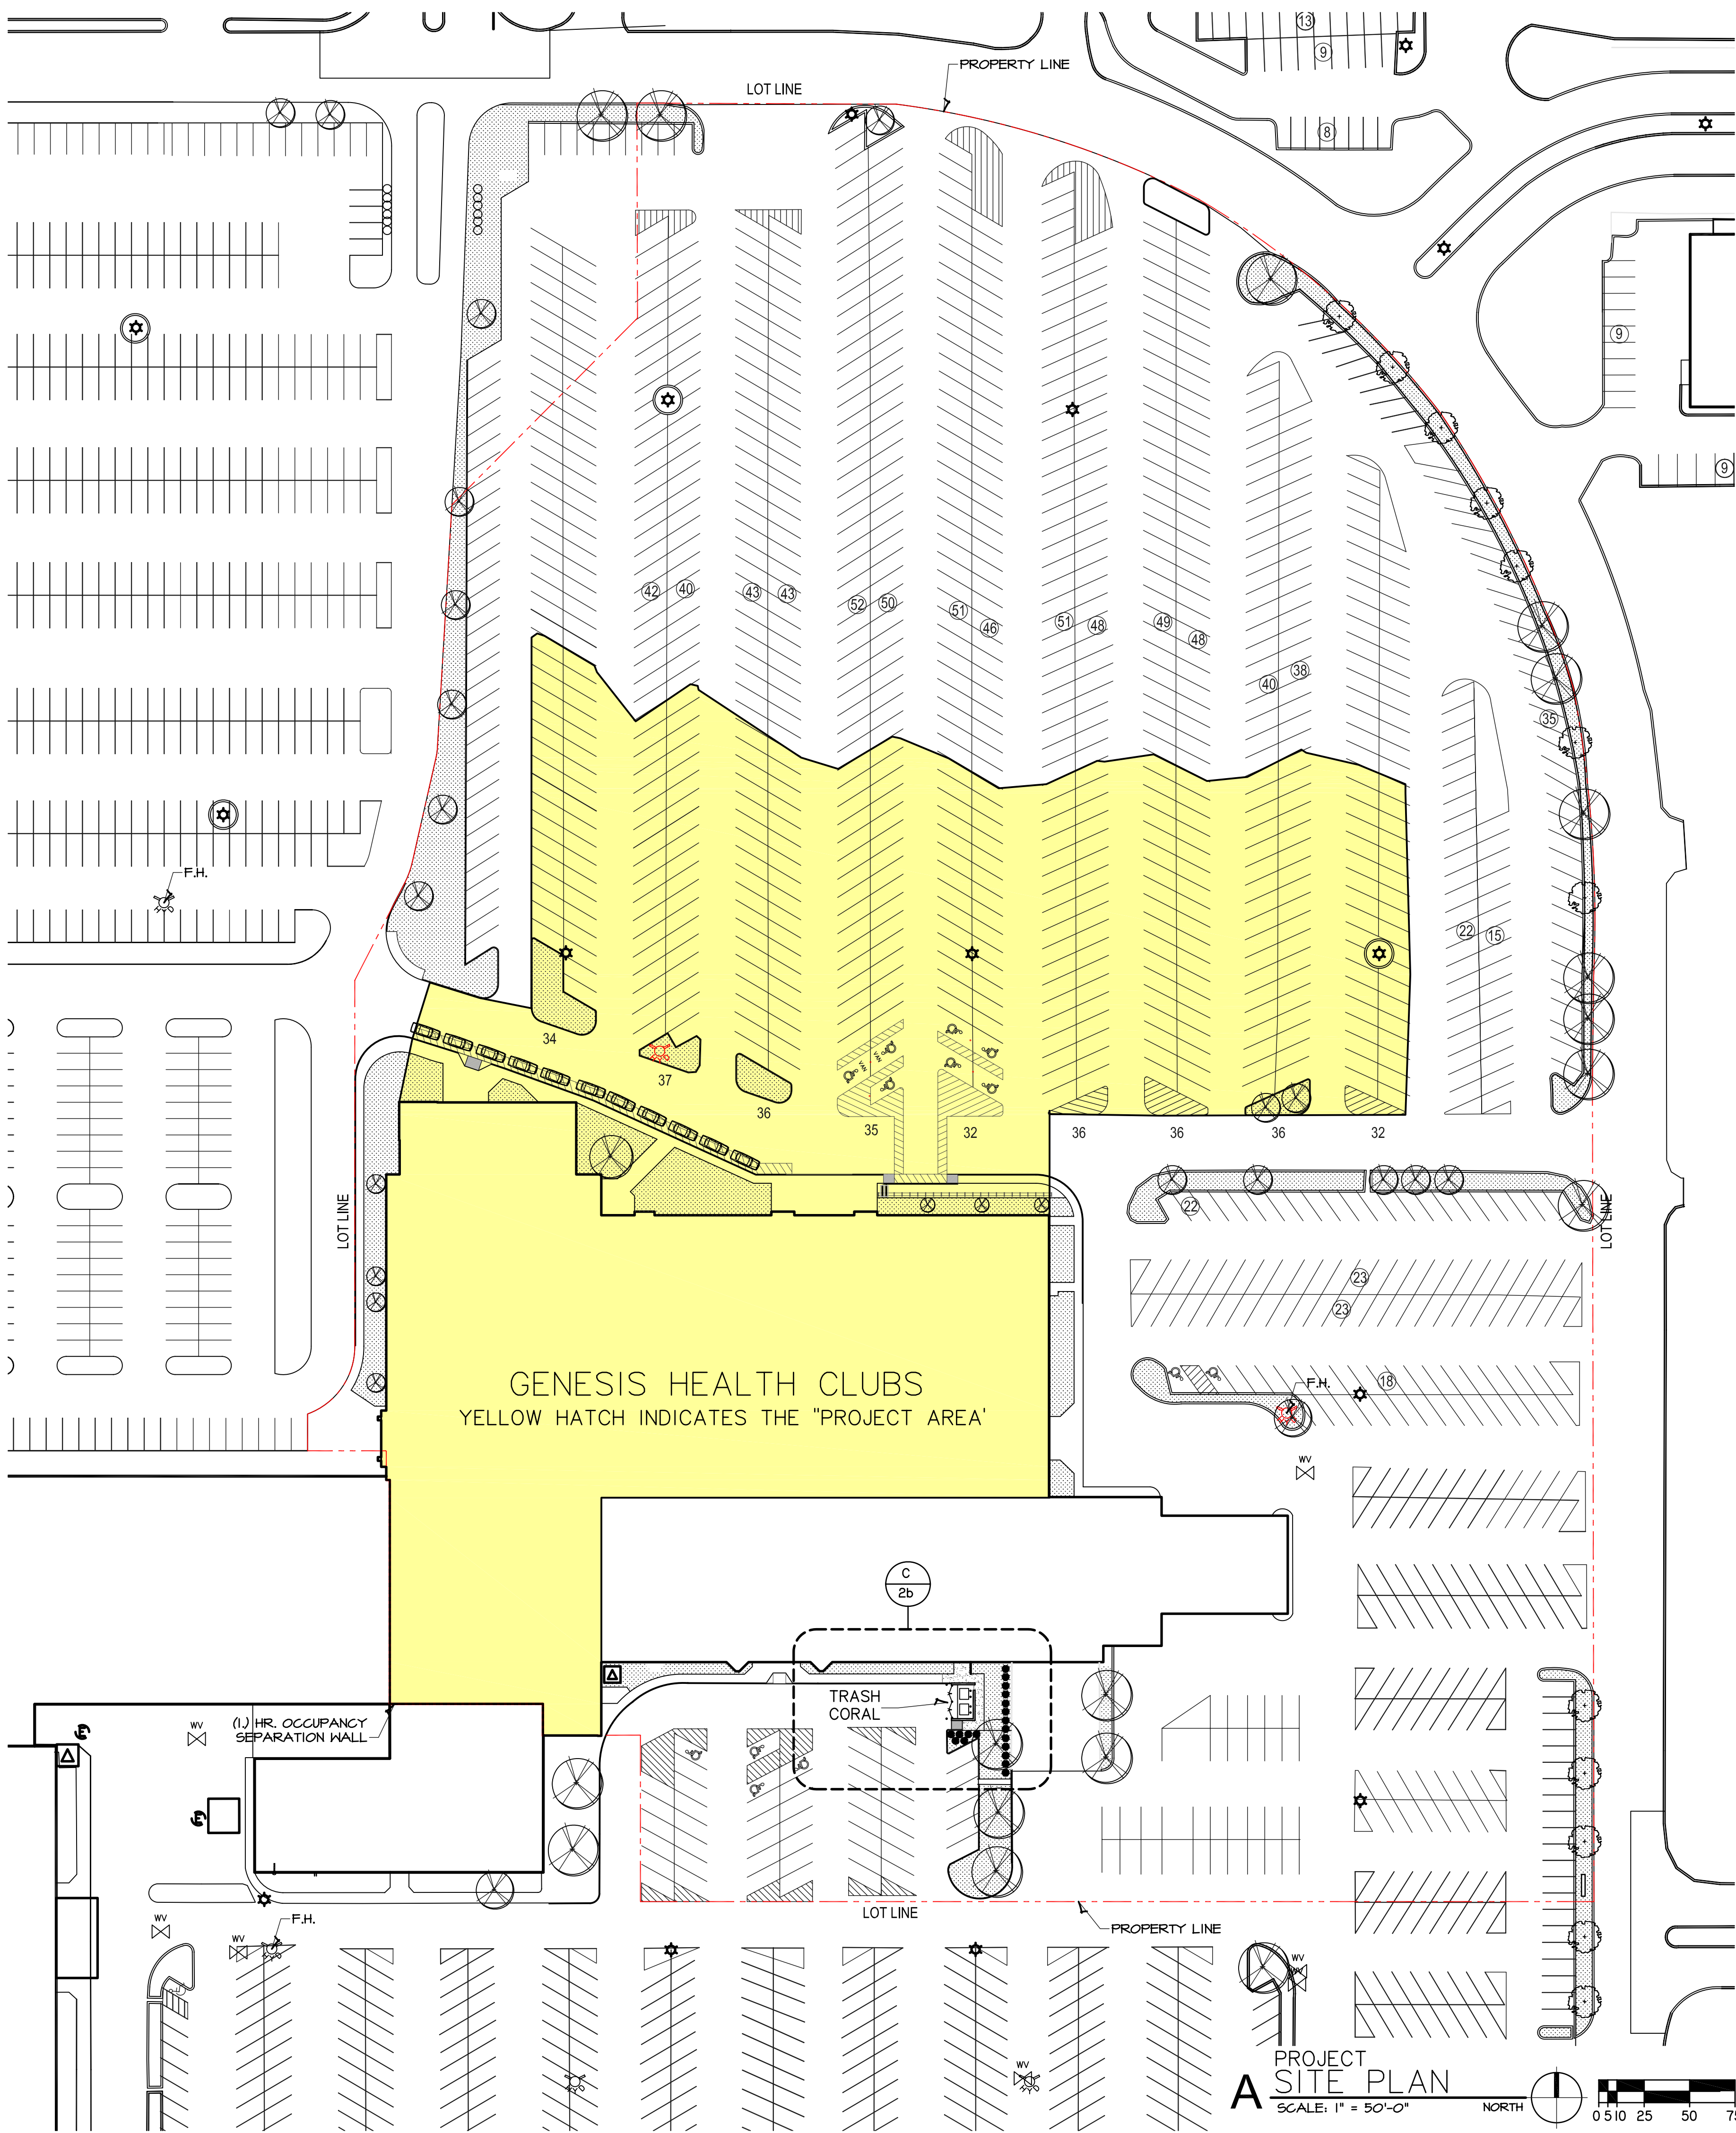 13
9
PROPERTY LINE
LOT LINE
8
9
9
42 40 43 43 52 50 51 46 51 48 49 48
40 38
35
F.H.
22 15
VAN VAN
34
37
36
35 32 36 36 36 32
LOT LINE
22
LOT LINE
23
23
GENESIS HEALTH CLUBS
YELLOW HATCH INDICATES THE "PROJECT AREA'
18
F.H.
WV
C
2b
TRASH
CORAL
WV
(1.) HR. OCCUPANCY
SEPARATION WALL
LOT LINE
PROPERTY LINE
WV
F.H.
WV
WV
WV
A
PROJECT
SITE PLAN
SCALE: 1" = 50'-0"
NORTH
0 5 10 25 50